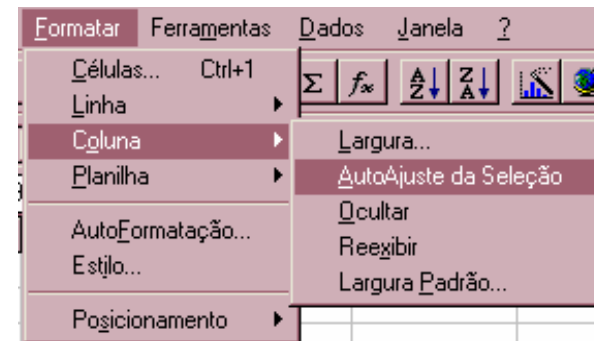 Formatar Ferramentas Dados Janela ?
Células... Ctrl+1
Linha
Coluna
Planilha
AutoFormatação...
Estilo...
Posicionamento
Σ fx A Z Z A
Largura...
AutoAjuste da Seleção
Ocultar
Reexibir
Largura Padrão...